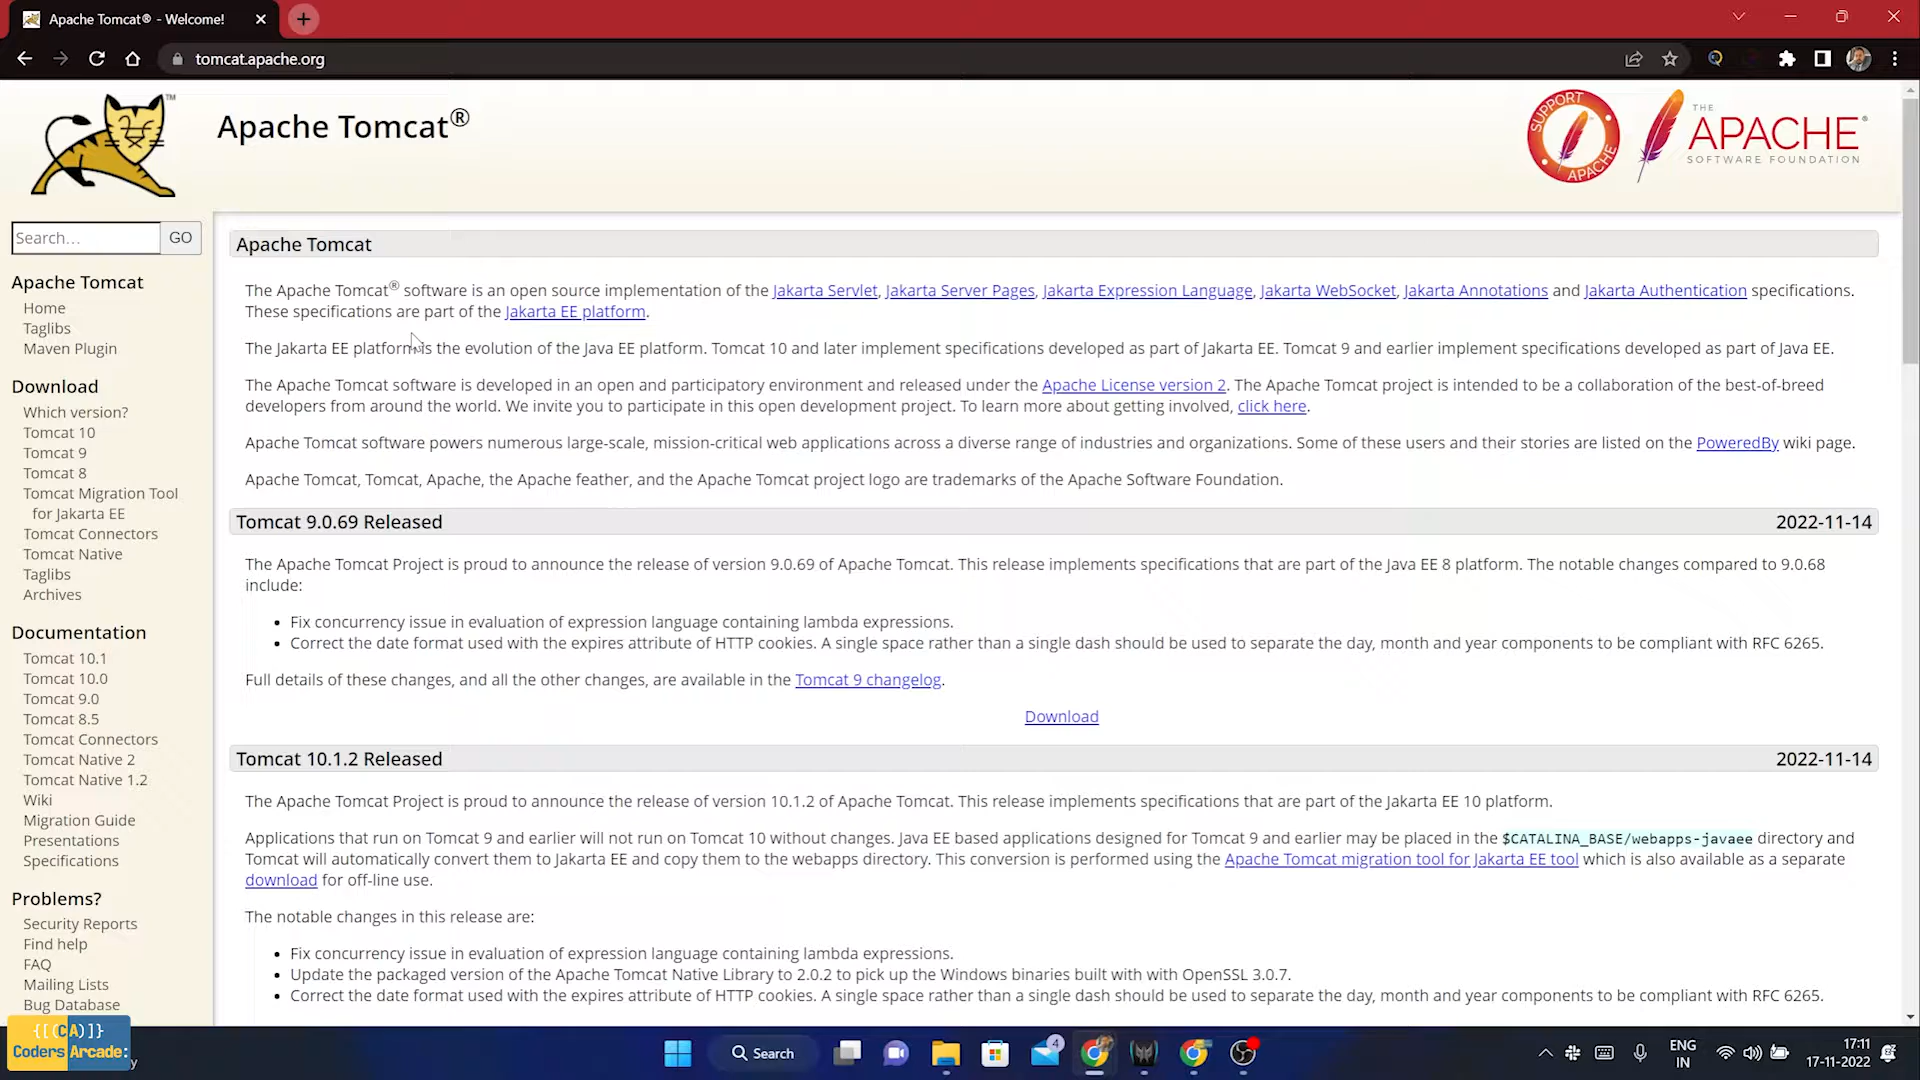 Apache Tomcat® - Welcome!
tomcat.apache.org
TM
Apache Tomcat®
SUPPORT APACHE
THE
APACHE®
SOFTWARE FOUNDATION
Search…
GO
Apache Tomcat
Home
Taglibs
Maven Plugin
Download
Which version?
Tomcat 10
Tomcat 9
Tomcat 8
Tomcat Migration Tool
for Jakarta EE
Tomcat Connectors
Tomcat Native
Taglibs
Archives
Documentation
Tomcat 10.1
Tomcat 10.0
Tomcat 9.0
Tomcat 8.5
Tomcat Connectors
Tomcat Native 2
Tomcat Native 1.2
Wiki
Migration Guide
Presentations
Specifications
Problems?
Security Reports
Find help
FAQ
Mailing Lists
Bug Database
Apache Tomcat
The Apache Tomcat® software is an open source implementation of the Jakarta Servlet, Jakarta Server Pages, Jakarta Expression Language, Jakarta WebSocket, Jakarta Annotations and Jakarta Authentication specifications.
These specifications are part of the Jakarta EE platform.
The Jakarta EE platform is the evolution of the Java EE platform. Tomcat 10 and later implement specifications developed as part of Jakarta EE. Tomcat 9 and earlier implement specifications developed as part of Java EE.
The Apache Tomcat software is developed in an open and participatory environment and released under the Apache License version 2. The Apache Tomcat project is intended to be a collaboration of the best-of-breed
developers from around the world. We invite you to participate in this open development project. To learn more about getting involved, click here.
Apache Tomcat software powers numerous large-scale, mission-critical web applications across a diverse range of industries and organizations. Some of these users and their stories are listed on the PoweredBy wiki page.
Apache Tomcat, Tomcat, Apache, the Apache feather, and the Apache Tomcat project logo are trademarks of the Apache Software Foundation.
Tomcat 9.0.69 Released 2022-11-14
The Apache Tomcat Project is proud to announce the release of version 9.0.69 of Apache Tomcat. This release implements specifications that are part of the Java EE 8 platform. The notable changes compared to 9.0.68
include:
• Fix concurrency issue in evaluation of expression language containing lambda expressions.
• Correct the date format used with the expires attribute of HTTP cookies. A single space rather than a single dash should be used to separate the day, month and year components to be compliant with RFC 6265.
Full details of these changes, and all the other changes, are available in the Tomcat 9 changelog.
Download
Tomcat 10.1.2 Released 2022-11-14
The Apache Tomcat Project is proud to announce the release of version 10.1.2 of Apache Tomcat. This release implements specifications that are part of the Jakarta EE 10 platform.
Applications that run on Tomcat 9 and earlier will not run on Tomcat 10 without changes. Java EE based applications designed for Tomcat 9 and earlier may be placed in the $CATALINA_BASE/webapps-javaee directory and
Tomcat will automatically convert them to Jakarta EE and copy them to the webapps directory. This conversion is performed using the Apache Tomcat migration tool for Jakarta EE tool which is also available as a separate
download for off-line use.
The notable changes in this release are:
• Fix concurrency issue in evaluation of expression language containing lambda expressions.
• Update the packaged version of the Apache Tomcat Native Library to 2.0.2 to pick up the Windows binaries built with with OpenSSL 3.0.7.
• Correct the date format used with the expires attribute of HTTP cookies. A single space rather than a single dash should be used to separate the day, month and year components to be compliant with RFC 6265.
{[(CA)]}
Coders Arcade:
Search
4
ENG
IN
17:11
17-11-2022